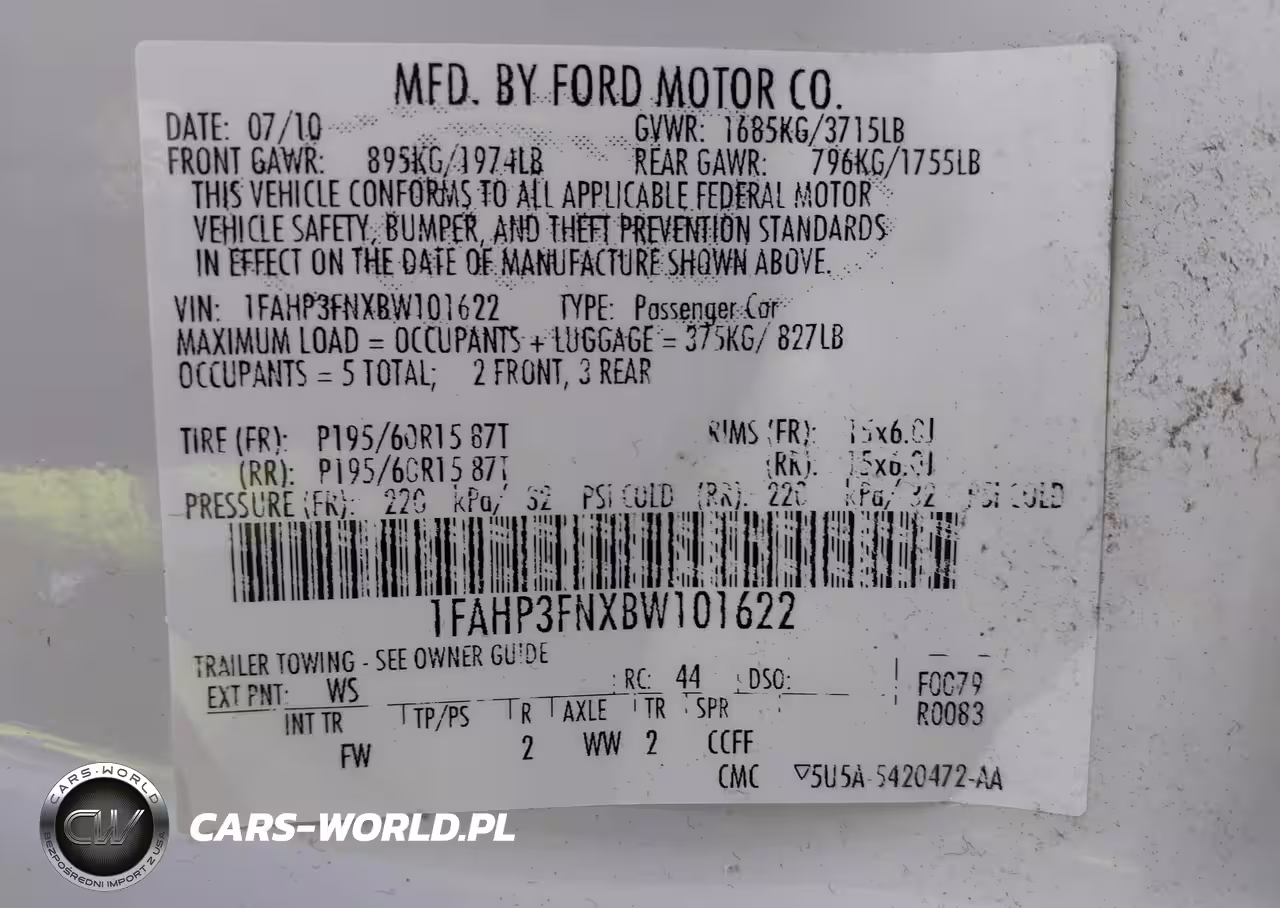 MFD. BY FORD MOTOR CO.
DATE: 07/10 GVWR: 1685KG/3715LB
FRONT GAWR: 895KG/1974LB REAR GAWR: 796KG/1755LB
THIS VEHICLE CONFORMS TO ALL APPLICABLE FEDERAL MOTOR
VEHICLE SAFETY, BUMPER, AND THEFT PREVENTION STANDARDS
IN EFFECT ON THE DATE OF MANUFACTURE SHOWN ABOVE.
VIN: 1FAHP3FNXBW101622 TYPE: Passenger Car
MAXIMUM LOAD = OCCUPANTS + LUGGAGE = 375KG/ 827LB
OCCUPANTS = 5 TOTAL; 2 FRONT, 3 REAR
TIRE (FR): P195/60R15 87T RIMS (FR): 15x6.0J
(RR): P195/60R15 87T (RR): 15x6.0J
PRESSURE (FR): 220 kPa/ 32 PSI COLD (RR): 220 kPa/ 32 PSI COLD
1FAHP3FNXBW101622
TRAILER TOWING - SEE OWNER GUIDE
EXT PNT: WS RC: 44 DSO: F0079
INT TR TP/PS R AXLE TR SPR R0083
FW 2 WW 2 CCFF
CMC ▽5U5A-5420472-AA
CARS-WORLD
CW
BEZPOŚREDNI IMPORT Z USA
CARS-WORLD.PL